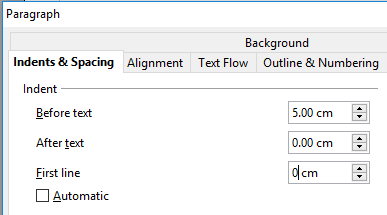 Paragraph
Background
Indents & Spacing Alignment Text Flow Outline & Numbering
Indent
Before text 5.00 cm
After text 0.00 cm
First line 0 cm
Automatic